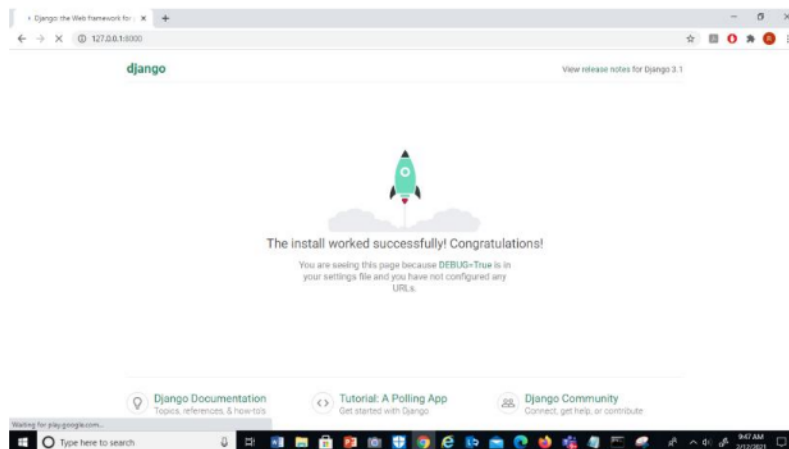 Django: the Web framework for
127.0.0.1:8000
django
View release notes for Django 3.1
The install worked successfully! Congratulations!
You are seeing this page because DEBUG=True is in
your settings file and you have not configured any
URLs.
Django Documentation
Topics, references, & how-to's
Tutorial: A Polling App
Get started with Django
Django Community
Connect, get help, or contribute
Waiting for play.google.com...
Type here to search
9:47 AM
2021